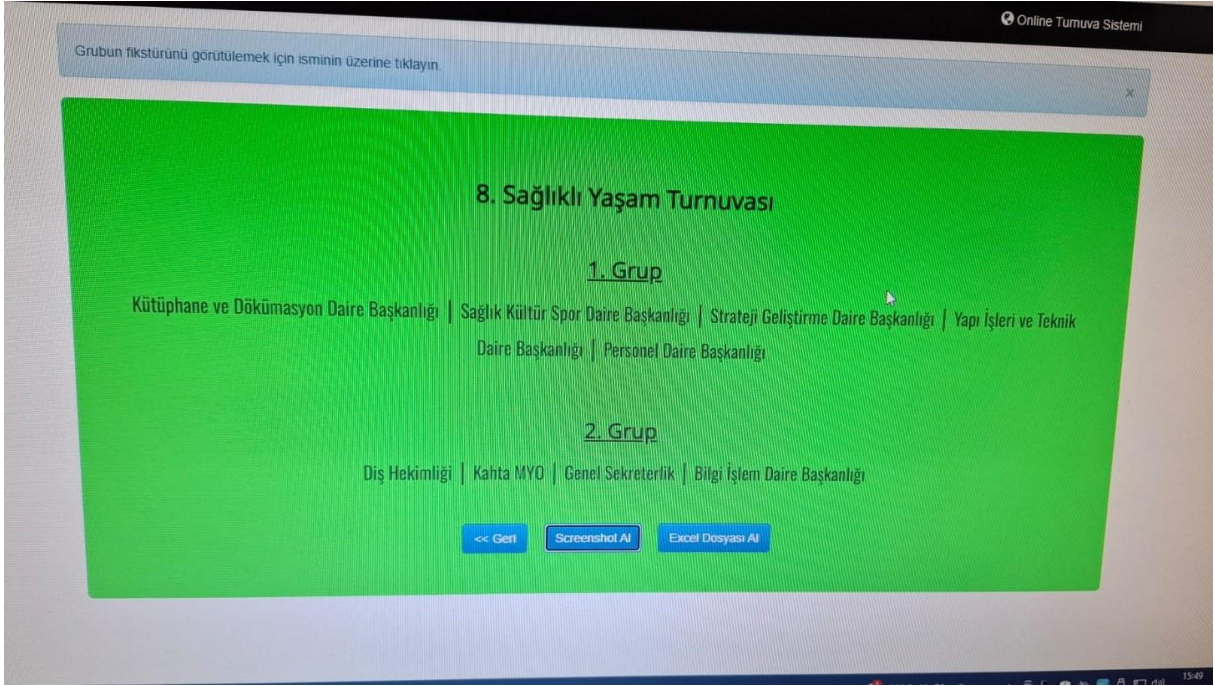 Online Turnuva Sistemi
Grubun fikstürünü görütülemek için isminin üzerine tıklayın.
×
8. Sağlıklı Yaşam Turnuvası
1. Grup
Kütüphane ve Dökümasyon Daire Başkanlığı | Sağlık Kültür Spor Daire Başkanlığı | Strateji Geliştirme Daire Başkanlığı | Yapı İşleri ve Teknik
Daire Başkanlığı | Personel Daire Başkanlığı
2. Grup
Diş Hekimliği | Kahta MYO | Genel Sekreterlik | Bilgi İşlem Daire Başkanlığı
<< Geri Screenshot Al Excel Dosyası Al
15:49